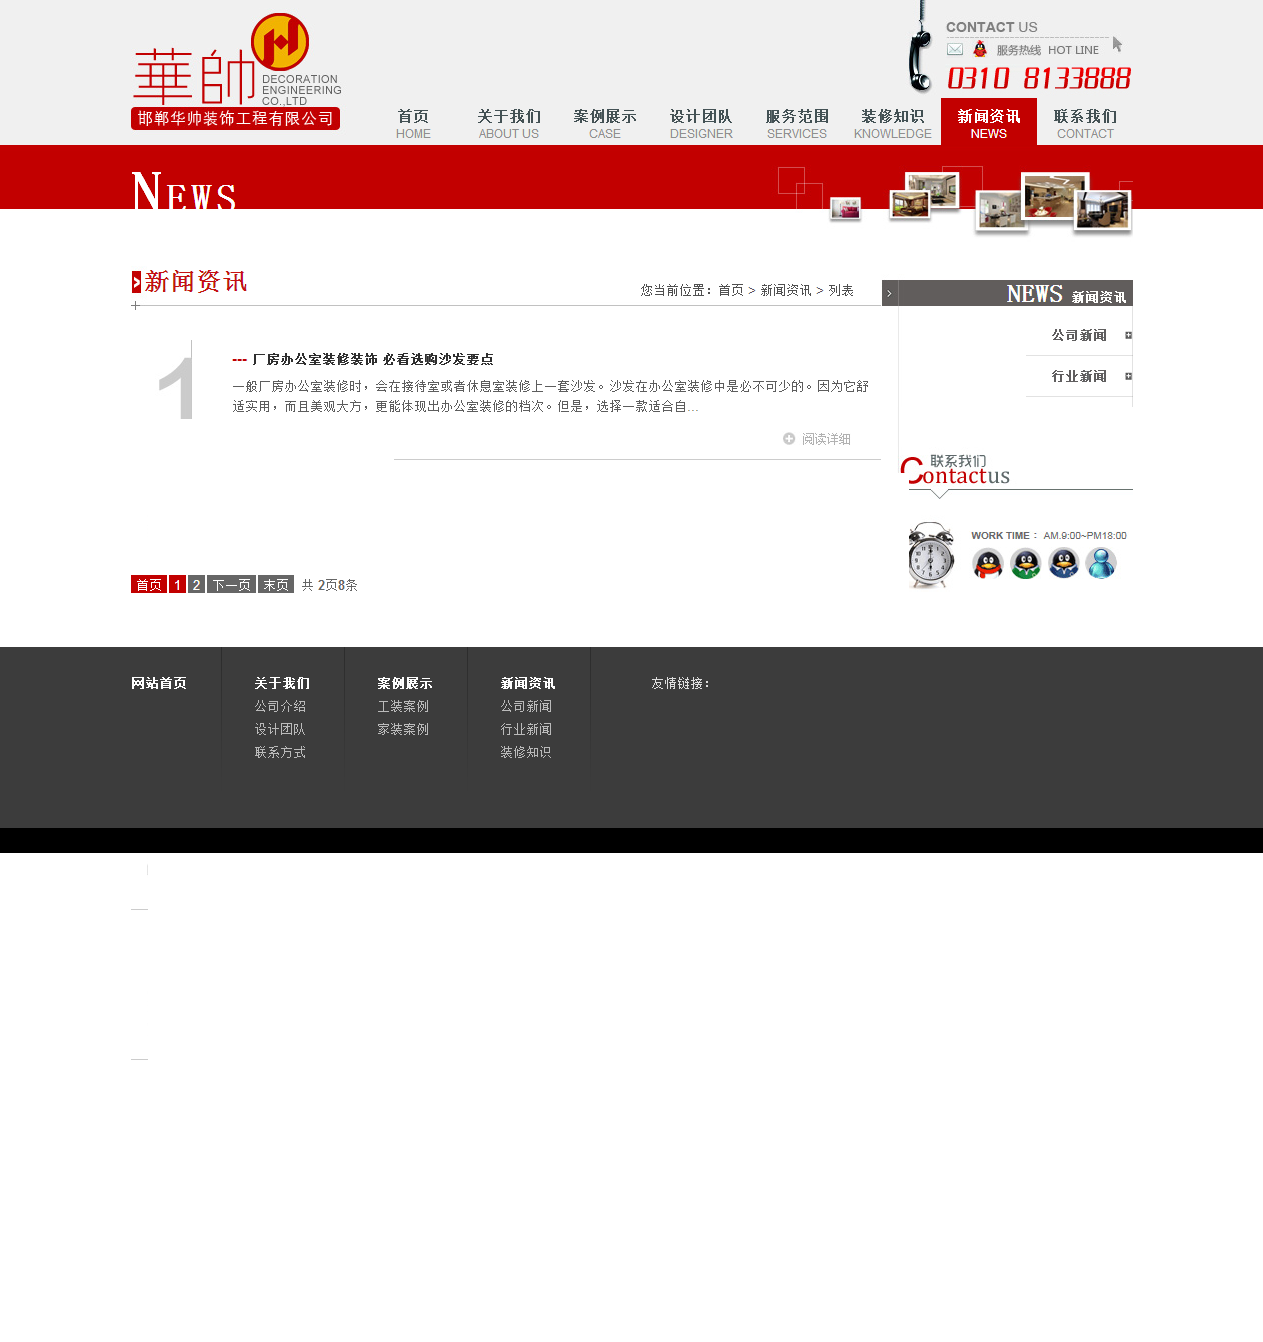 華帥
DECORATION
ENGINEERING
CO.,LTD
邯郸华帅装饰工程有限公司
CONTACT US
服务热线 HOT LINE
0310 8133888
首页 关于我们 案例展示 设计团队 服务范围 装修知识 新闻资讯 联系我们
HOME ABOUT US CASE DESIGNER SERVICES KNOWLEDGE NEWS CONTACT
NEWS
新闻资讯
您当前位置：首页 > 新闻资讯 > 列表
NEWS 新闻资讯
公司新闻
行业新闻
1
--- 厂房办公室装修装饰 必看选购沙发要点
一般厂房办公室装修时，会在接待室或者休息室装修上一套沙发。沙发在办公室装修中是必不可少的。因为它舒
适实用，而且美观大方，更能体现出办公室装修的档次。但是，选择一款适合自...
阅读详细
联系我们
Contactus
WORK TIME： AM.9:00~PM18:00
首页 1 2 下一页 末页 共 2页8条
网站首页 关于我们 案例展示 新闻资讯 友情链接：
公司介绍 工装案例 公司新闻
设计团队 家装案例 行业新闻
联系方式 装修知识